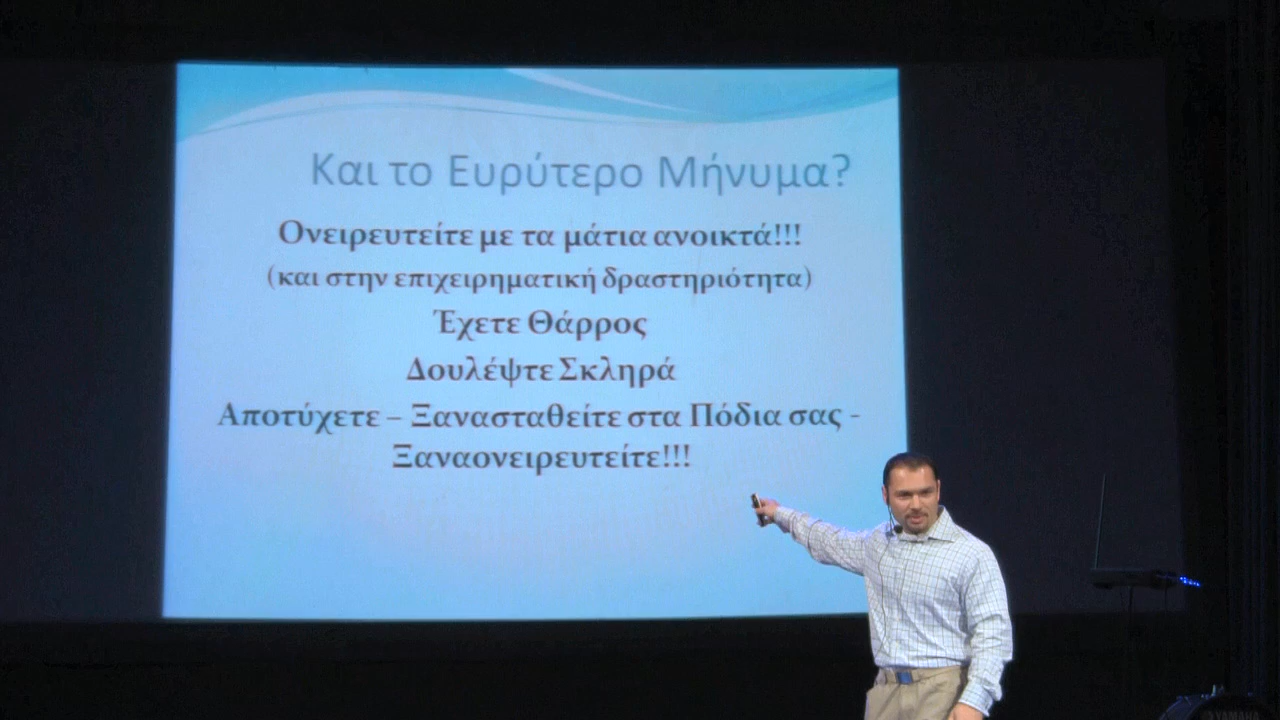 Και το Ευρύτερο Μήνυμα?
Ονειρευτείτε με τα μάτια ανοικτά!!!
(και στην επιχειρηματική δραστηριότητα)
Έχετε Θάρρος
Δουλέψτε Σκληρά
Αποτύχετε – Ξανασταθείτε στα Πόδια σας -
Ξαναονειρευτείτε!!!
YAMAHA